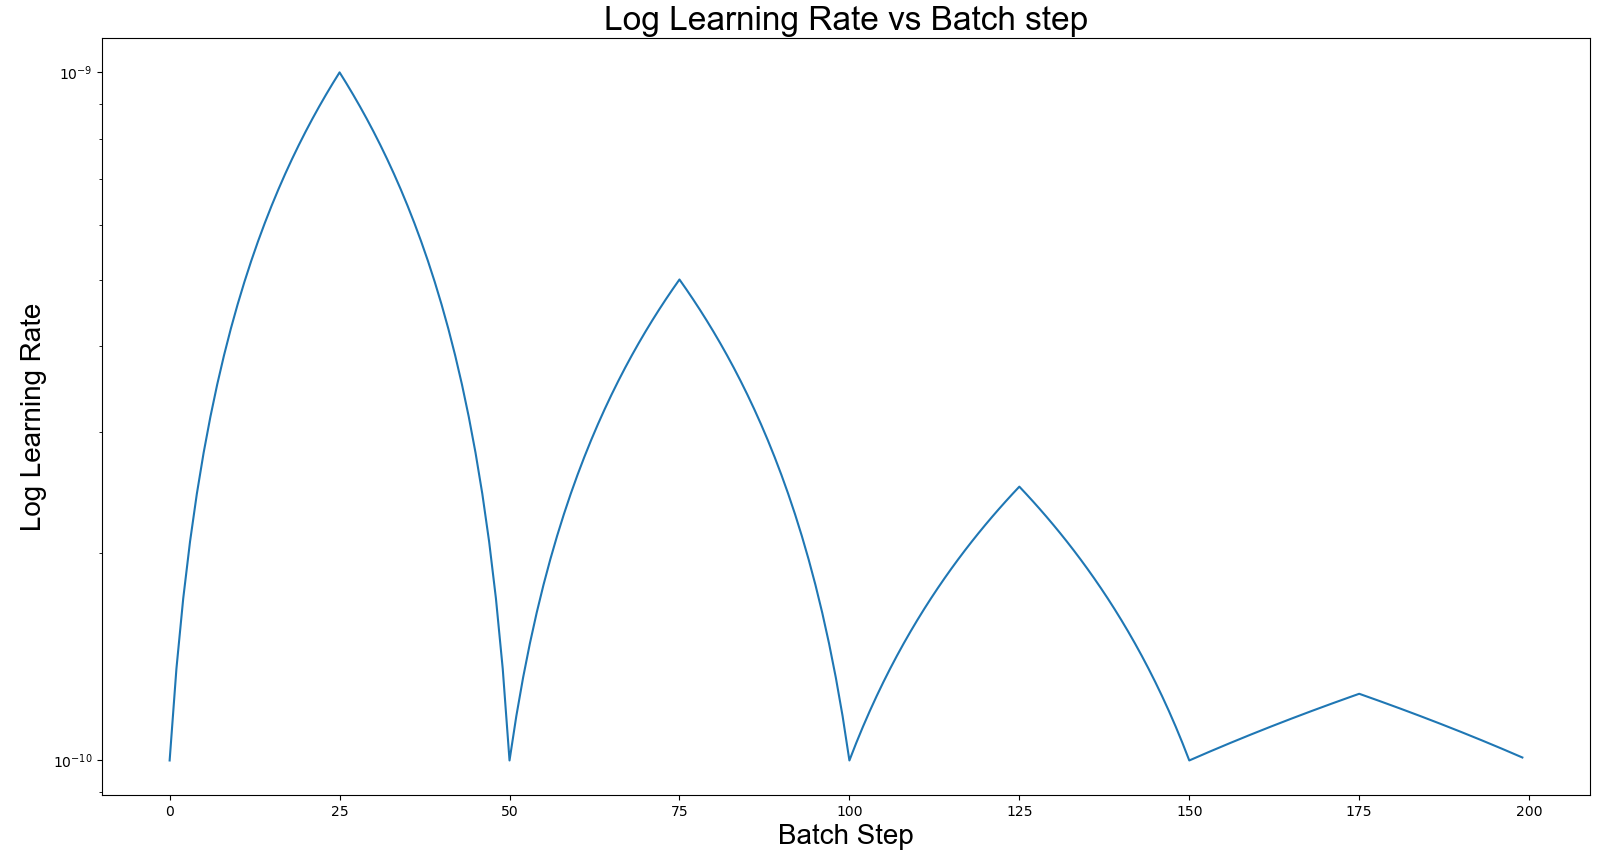 Log Learning Rate vs Batch step
Log Learning Rate
10⁻⁹
10⁻¹⁰
0 25 50 75 100 125 150 175 200
Batch Step